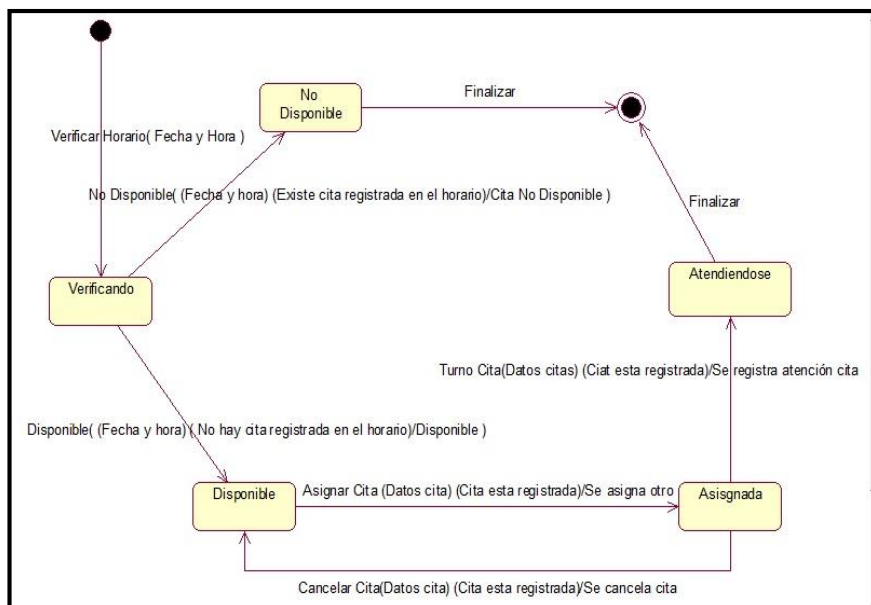 No
Disponible
Finalizar
Verificar Horario( Fecha y Hora )
No Disponible( (Fecha y hora) (Existe cita registrada en el horario)/Cita No Disponible )
Finalizar
Verificando
Atendiendose
Turno Cita(Datos citas) (Ciat esta registrada)/Se registra atención cita
Disponible( (Fecha y hora) ( No hay cita registrada en el horario)/Disponible )
Disponible
Asignar Cita (Datos cita) (Cita esta registrada)/Se asigna otro
Asisgnada
Cancelar Cita(Datos cita) (Cita esta registrada)/Se cancela cita